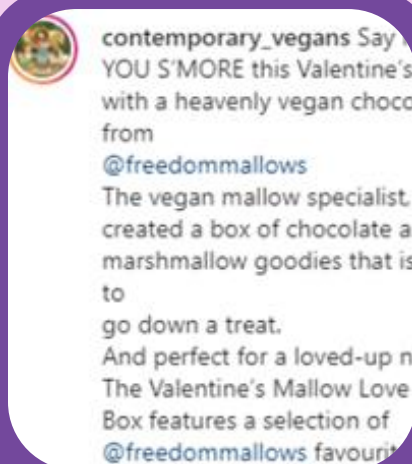 contemporary_vegans Say
YOU S'MORE this Valentine's
with a heavenly vegan choco
from
@freedommallows
The vegan mallow specialist,
created a box of chocolate a
marshmallow goodies that is
to
go down a treat.
And perfect for a loved-up n
The Valentine's Mallow Love
Box features a selection of
@freedommallows favourit